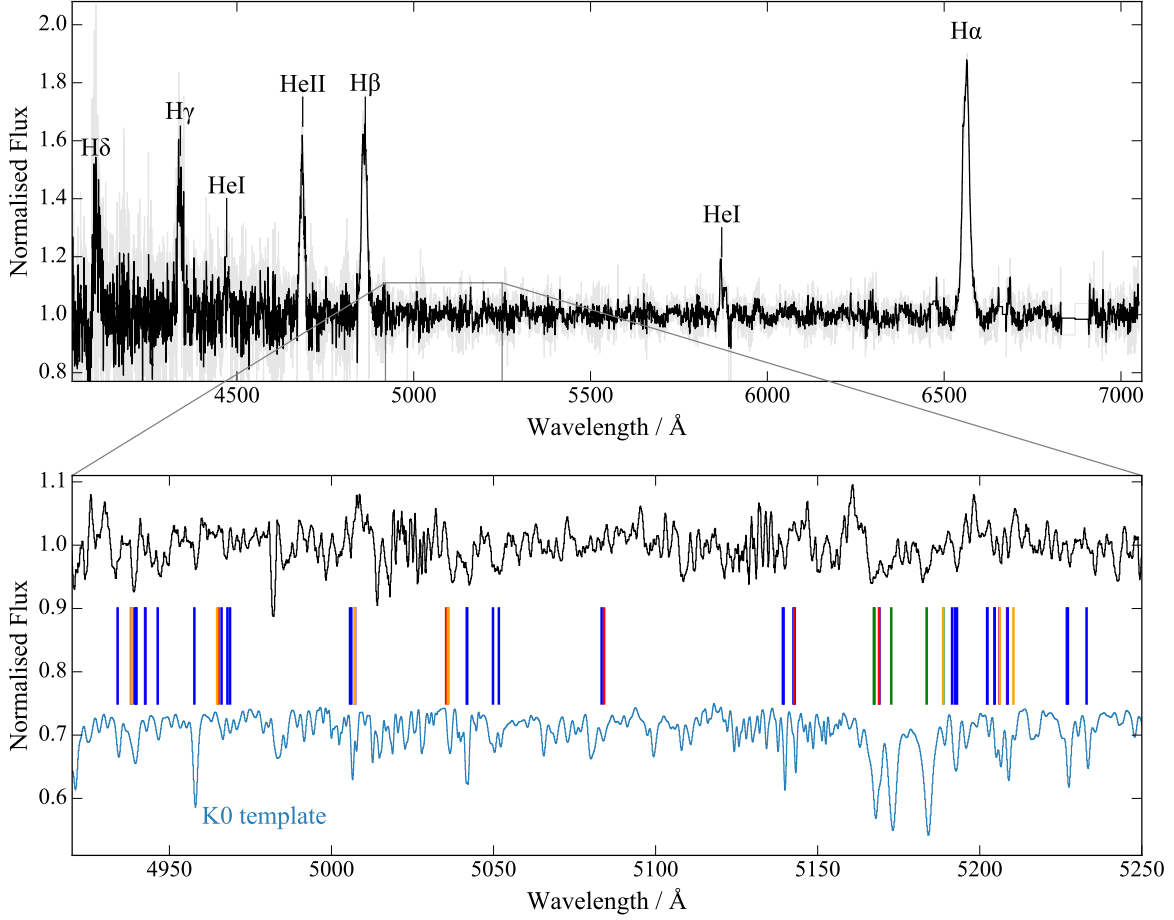 2.0
1.8
1.6
1.4
1.2
1.0
0.8
Normalised Flux
Hδ
Hγ
HeI
HeII
Hβ
HeI
Hα
4500
5000
5500
6000
6500
7000
Wavelength / Å
1.1
1.0
0.9
0.8
0.7
0.6
Normalised Flux
K0 template
4950
5000
5050
5100
5150
5200
5250
Wavelength / Å